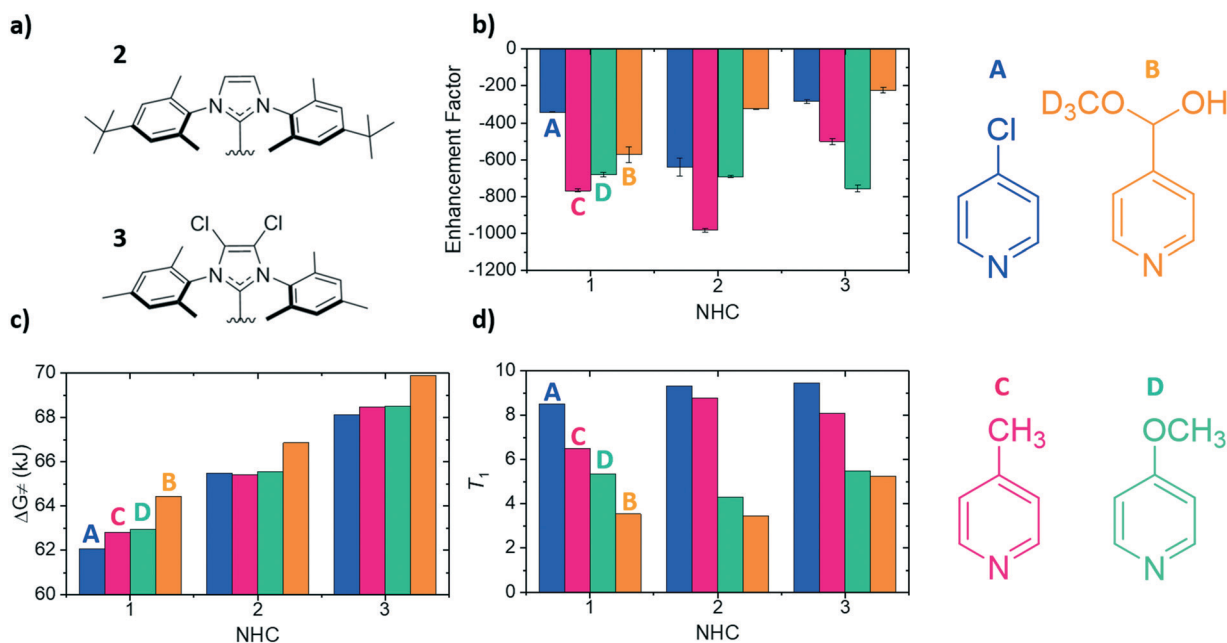 a)
2
N
N
3
Cl
Cl
N
N
b)
Enhancement Factor
0
-200
-400
-600
-800
-1000
-1200
A
C
D
B
1
2
3
NHC
A
Cl
N
B
D3C
O
OH
N
c)
ΔG≠ (kJ)
70
68
66
64
62
60
A
C
D
B
1
2
3
NHC
d)
T1
10
8
6
4
2
0
A
C
D
B
1
2
3
NHC
C
CH3
N
D
OCH3
N